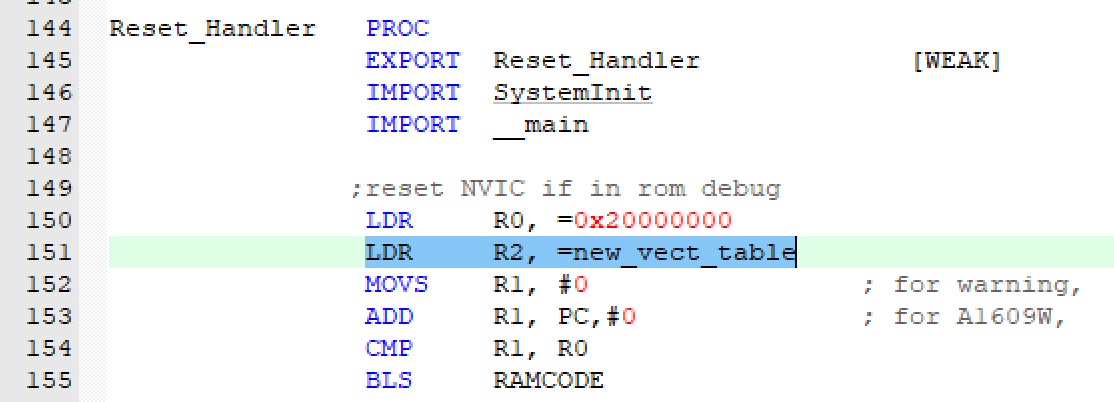 144 Reset_Handler PROC
145 EXPORT Reset_Handler [WEAK]
146 IMPORT SystemInit
147 IMPORT __main
148
149 ;reset NVIC if in rom debug
150 LDR R0, =0x20000000
151 LDR R2, =new_vect_table
152 MOVS R1, #0 ; for warning,
153 ADD R1, PC,#0 ; for A1609W,
154 CMP R1, R0
155 BLS RAMCODE